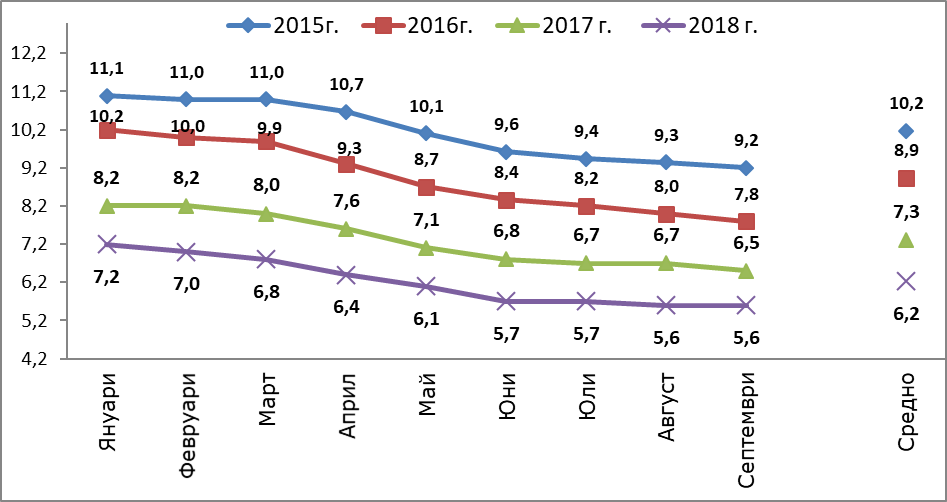 2015г. 2016г. 2017 г. 2018 г.
12,2
11,2
10,2
9,2
8,2
7,2
6,2
5,2
4,2
11,1 11,0 11,0 10,7 10,1 9,6 9,4 9,3 9,2 10,2
10,2 10,0 9,9 9,3 8,7 8,4 8,2 8,0 7,8 8,9
8,2 8,2 8,0 7,6 7,1 6,8 6,7 6,7 6,5 7,3
7,2 7,0 6,8 6,4 6,1 5,7 5,7 5,6 5,6 6,2
Януари
Февруари
Март
Април
Май
Юни
Юли
Август
Септември
Средно